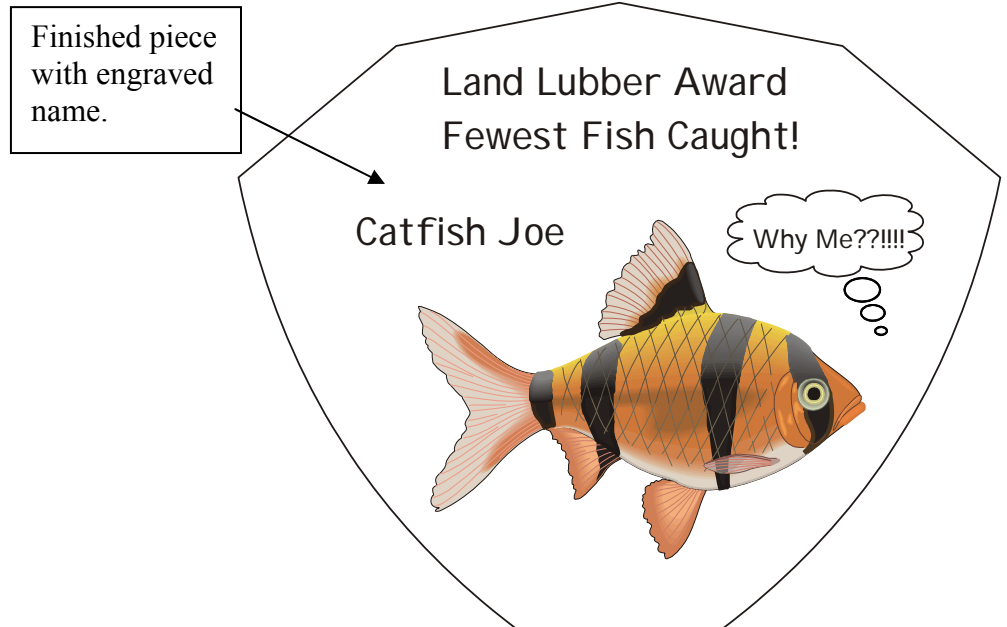 Finished piece
with engraved
name.
Land Lubber Award
Fewest Fish Caught!
Catfish Joe
Why Me??!!!!